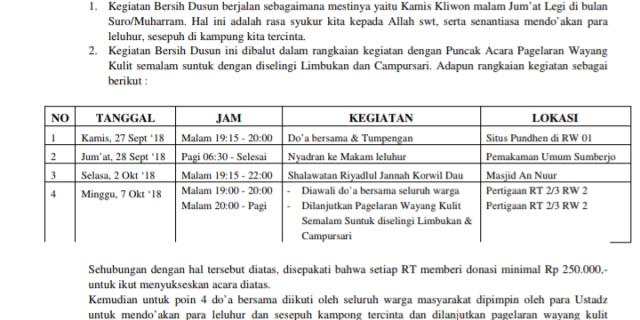 1. Kegiatan Bersih Dusun berjalan sebagaimana mestinya yaitu Kamis Kliwon malam Jum'at Legi di bulan
Suro/Muharram. Hal ini adalah rasa syukur kita kepada Allah swt, serta senantiasa mendo'akan para
leluhur, sesepuh di kampung kita tercinta.
2. Kegiatan Bersih Dusun ini dibalut dalam rangkaian kegiatan dengan Puncak Acara Pagelaran Wayang
Kulit semalam suntuk dengan diselingi Limbukan dan Campursari. Adapun rangkaian kegiatan sebagai
berikut :
NO TANGGAL JAM KEGIATAN LOKASI
1 Kamis, 27 Sept '18 Malam 19:15 - 20:00 Do'a bersama & Tumpengan Situs Pundhen di RW 01
2 Jum'at, 28 Sept '18 Pagi 06:30 - Selesai Nyadran ke Makam leluhur Pemakaman Umum Sumberjo
3 Selasa, 2 Okt '18 Malam 19:15 - 22:00 Shalawatan Riyadlul Jannah Korwil Dau Masjid An Nuur
4 Minggu, 7 Okt '18 Malam 19:00 - 20:00 - Diawali do'a bersama seluruh warga Pertigaan RT 2/3 RW 2
Malam 20:00 - Pagi - Dilanjutkan Pagelaran Wayang Kulit Pertigaan RT 2/3 RW 2
Semalam Suntuk diselingi Limbukan &
Campursari
Sehubungan dengan hal tersebut diatas, disepakati bahwa setiap RT memberi donasi minimal Rp 250.000,-
untuk ikut menyukseskan acara diatas.
Kemudian untuk poin 4 do'a bersama diikuti oleh seluruh warga masyarakat dipimpin oleh para Ustadz
untuk mendo'akan para leluhur dan sesepuh kampong tercinta dan dilanjutkan pagelaran wayang kulit